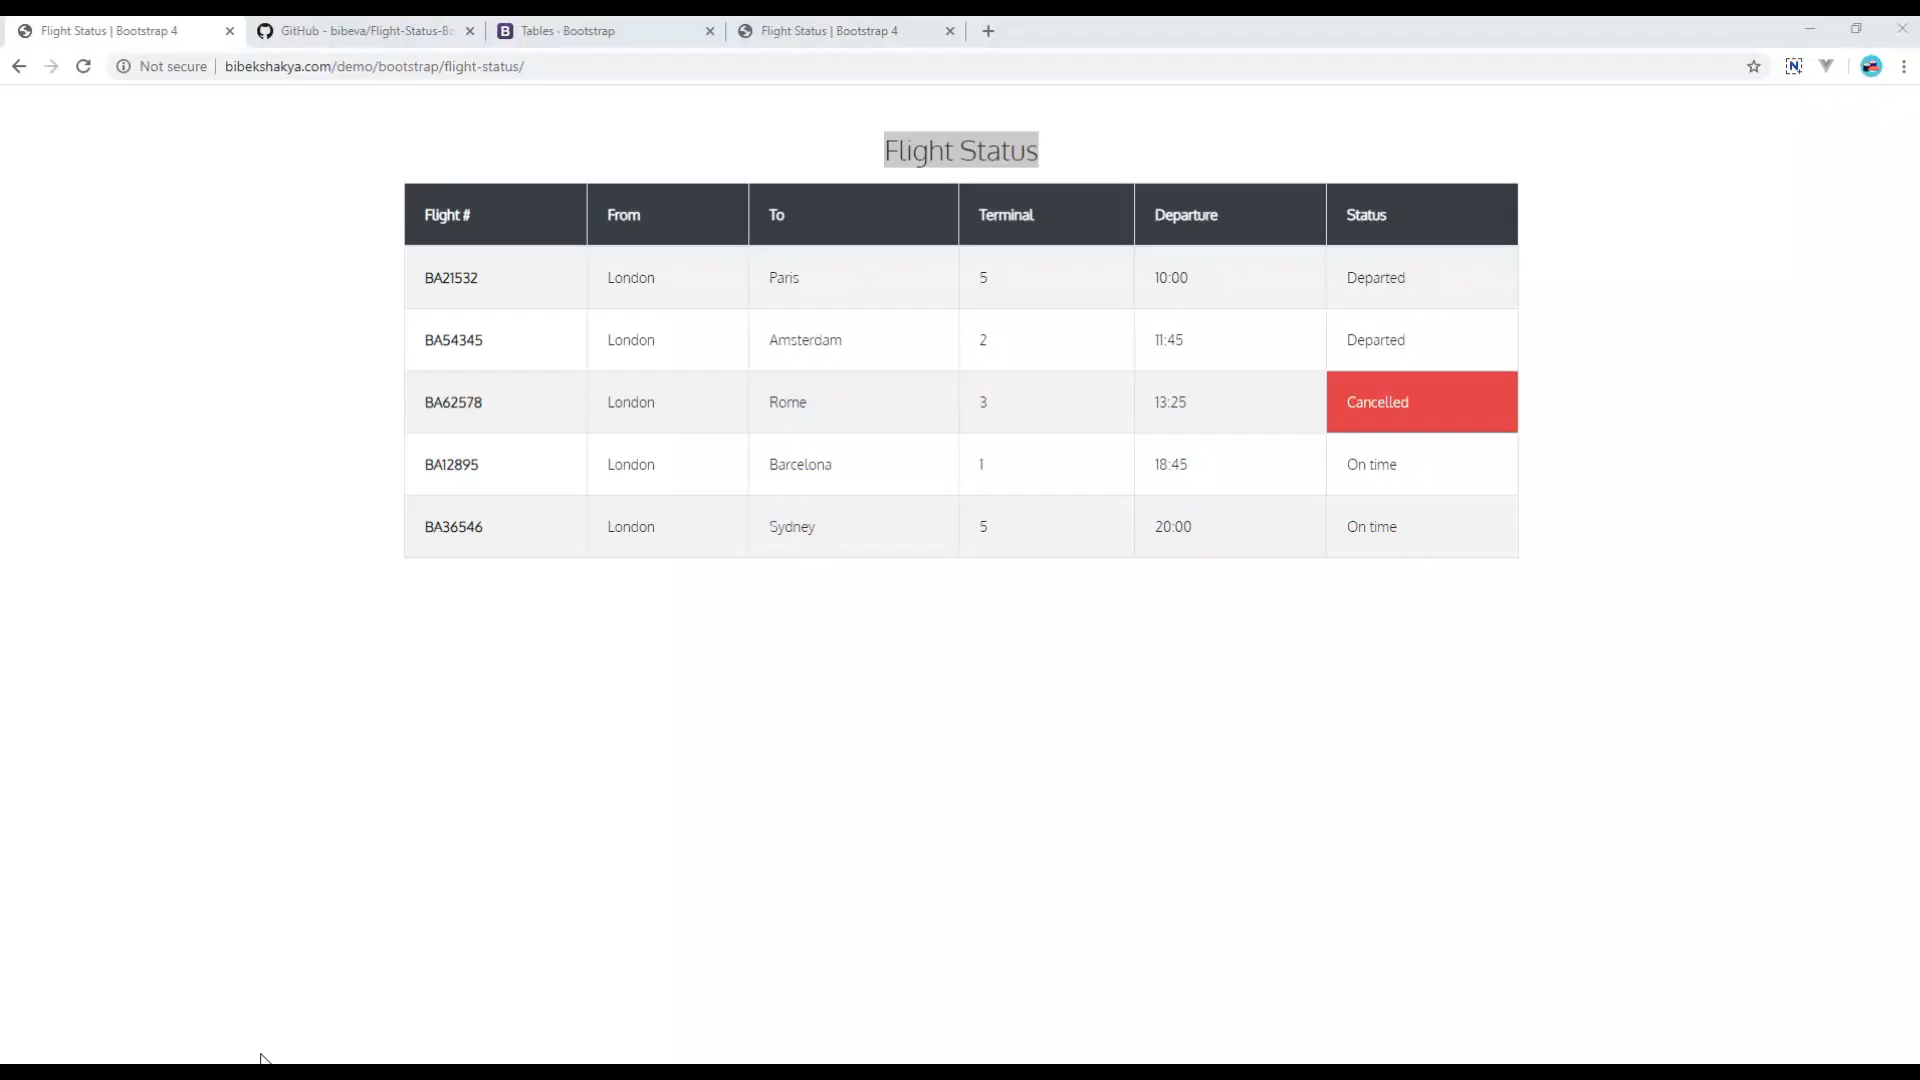 Flight Status | Bootstrap 4
GitHub - bibeva/Flight-Status-Bo
B Tables - Bootstrap
Flight Status | Bootstrap 4
Not secure | bibekshakya.com/demo/bootstrap/flight-status/
N
Flight Status
Flight # From To Terminal Departure Status
BA21532 London Paris 5 10:00 Departed
BA54345 London Amsterdam 2 11:45 Departed
BA62578 London Rome 3 13:25 Cancelled
BA12895 London Barcelona 1 18:45 On time
BA36546 London Sydney 5 20:00 On time